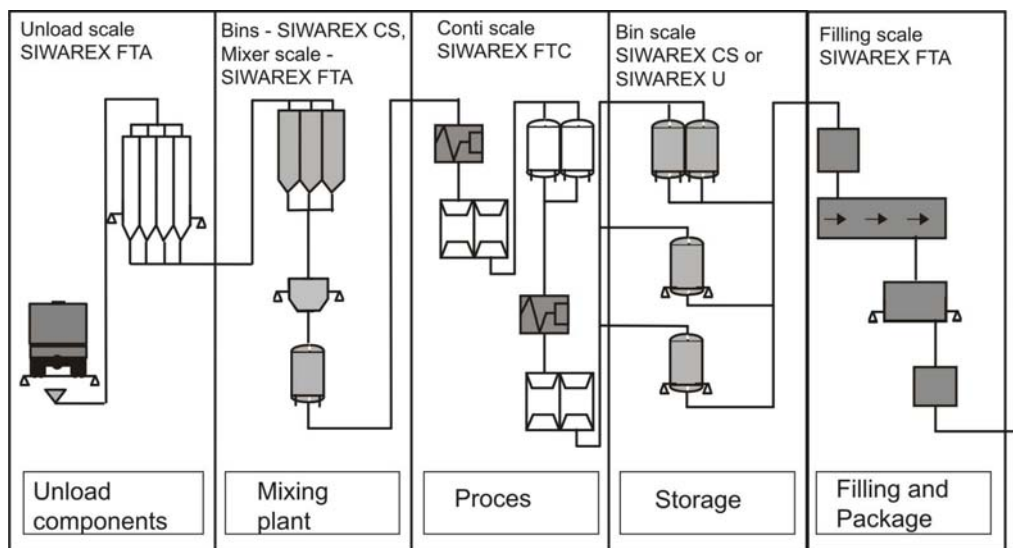 Unload scale
SIWAREX FTA
Bins - SIWAREX CS,
Mixer scale -
SIWAREX FTA
Conti scale
SIWAREX FTC
Bin scale
SIWAREX CS or
SIWAREX U
Filling scale
SIWAREX FTA
Unload
components
Mixing
plant
Proces
Storage
Filling and
Package